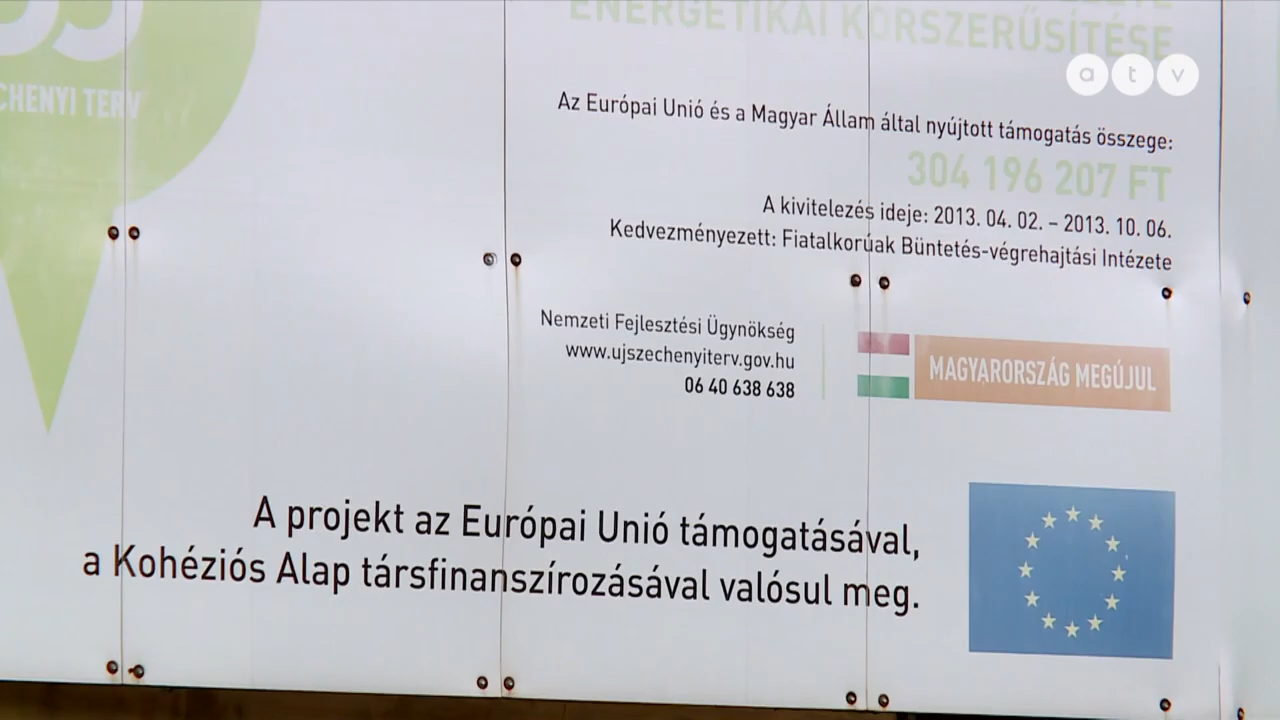 ENERGETIKAI KORSZERŰSÍTÉSE
a t v
CHENYI TERV
Az Európai Unió és a Magyar Állam által nyújtott támogatás összege:
304 196 207 FT
A kivitelezés ideje: 2013. 04. 02. – 2013. 10. 06.
Kedvezményezett: Fiatalkorúak Büntetés-végrehajtási Intézete
Nemzeti Fejlesztési Ügynökség
www.ujszechenyiterv.gov.hu
06 40 638 638
MAGYARORSZÁG MEGÚJUL
A projekt az Európai Unió támogatásával,
a Kohéziós Alap társfinanszírozásával valósul meg.